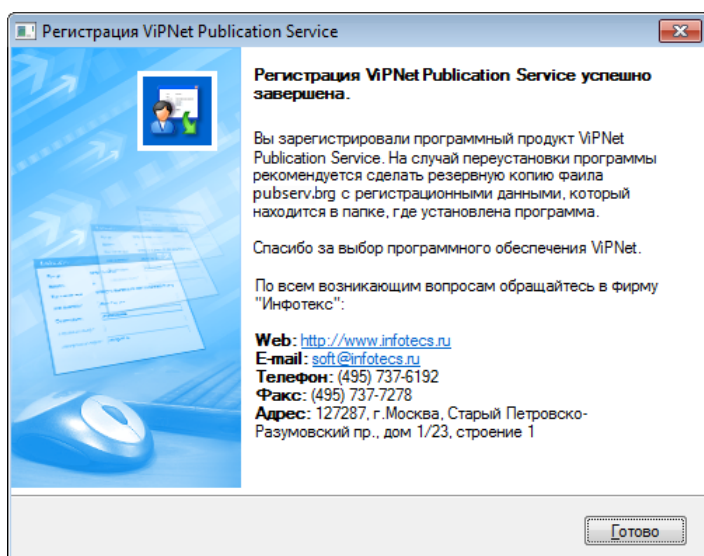 Регистрация ViPNet Publication Service
Регистрация ViPNet Publication Service успешно
завершена.
Вы зарегистрировали программный продукт ViPNet
Publication Service. На случай переустановки программы
рекомендуется сделать резервную копию файла
pubserv.brg с регистрационными данными, который
находится в папке, где установлена программа.
Спасибо за выбор программного обеспечения ViPNet.
По всем возникающим вопросам обращайтесь в фирму
"Инфотекс":
Web: http://www.infotecs.ru
E-mail: soft@infotecs.ru
Телефон: (495) 737-6192
Факс: (495) 737-7278
Адрес: 127287, г.Москва, Старый Петровско-
Разумовский пр., дом 1/23, строение 1
Готово